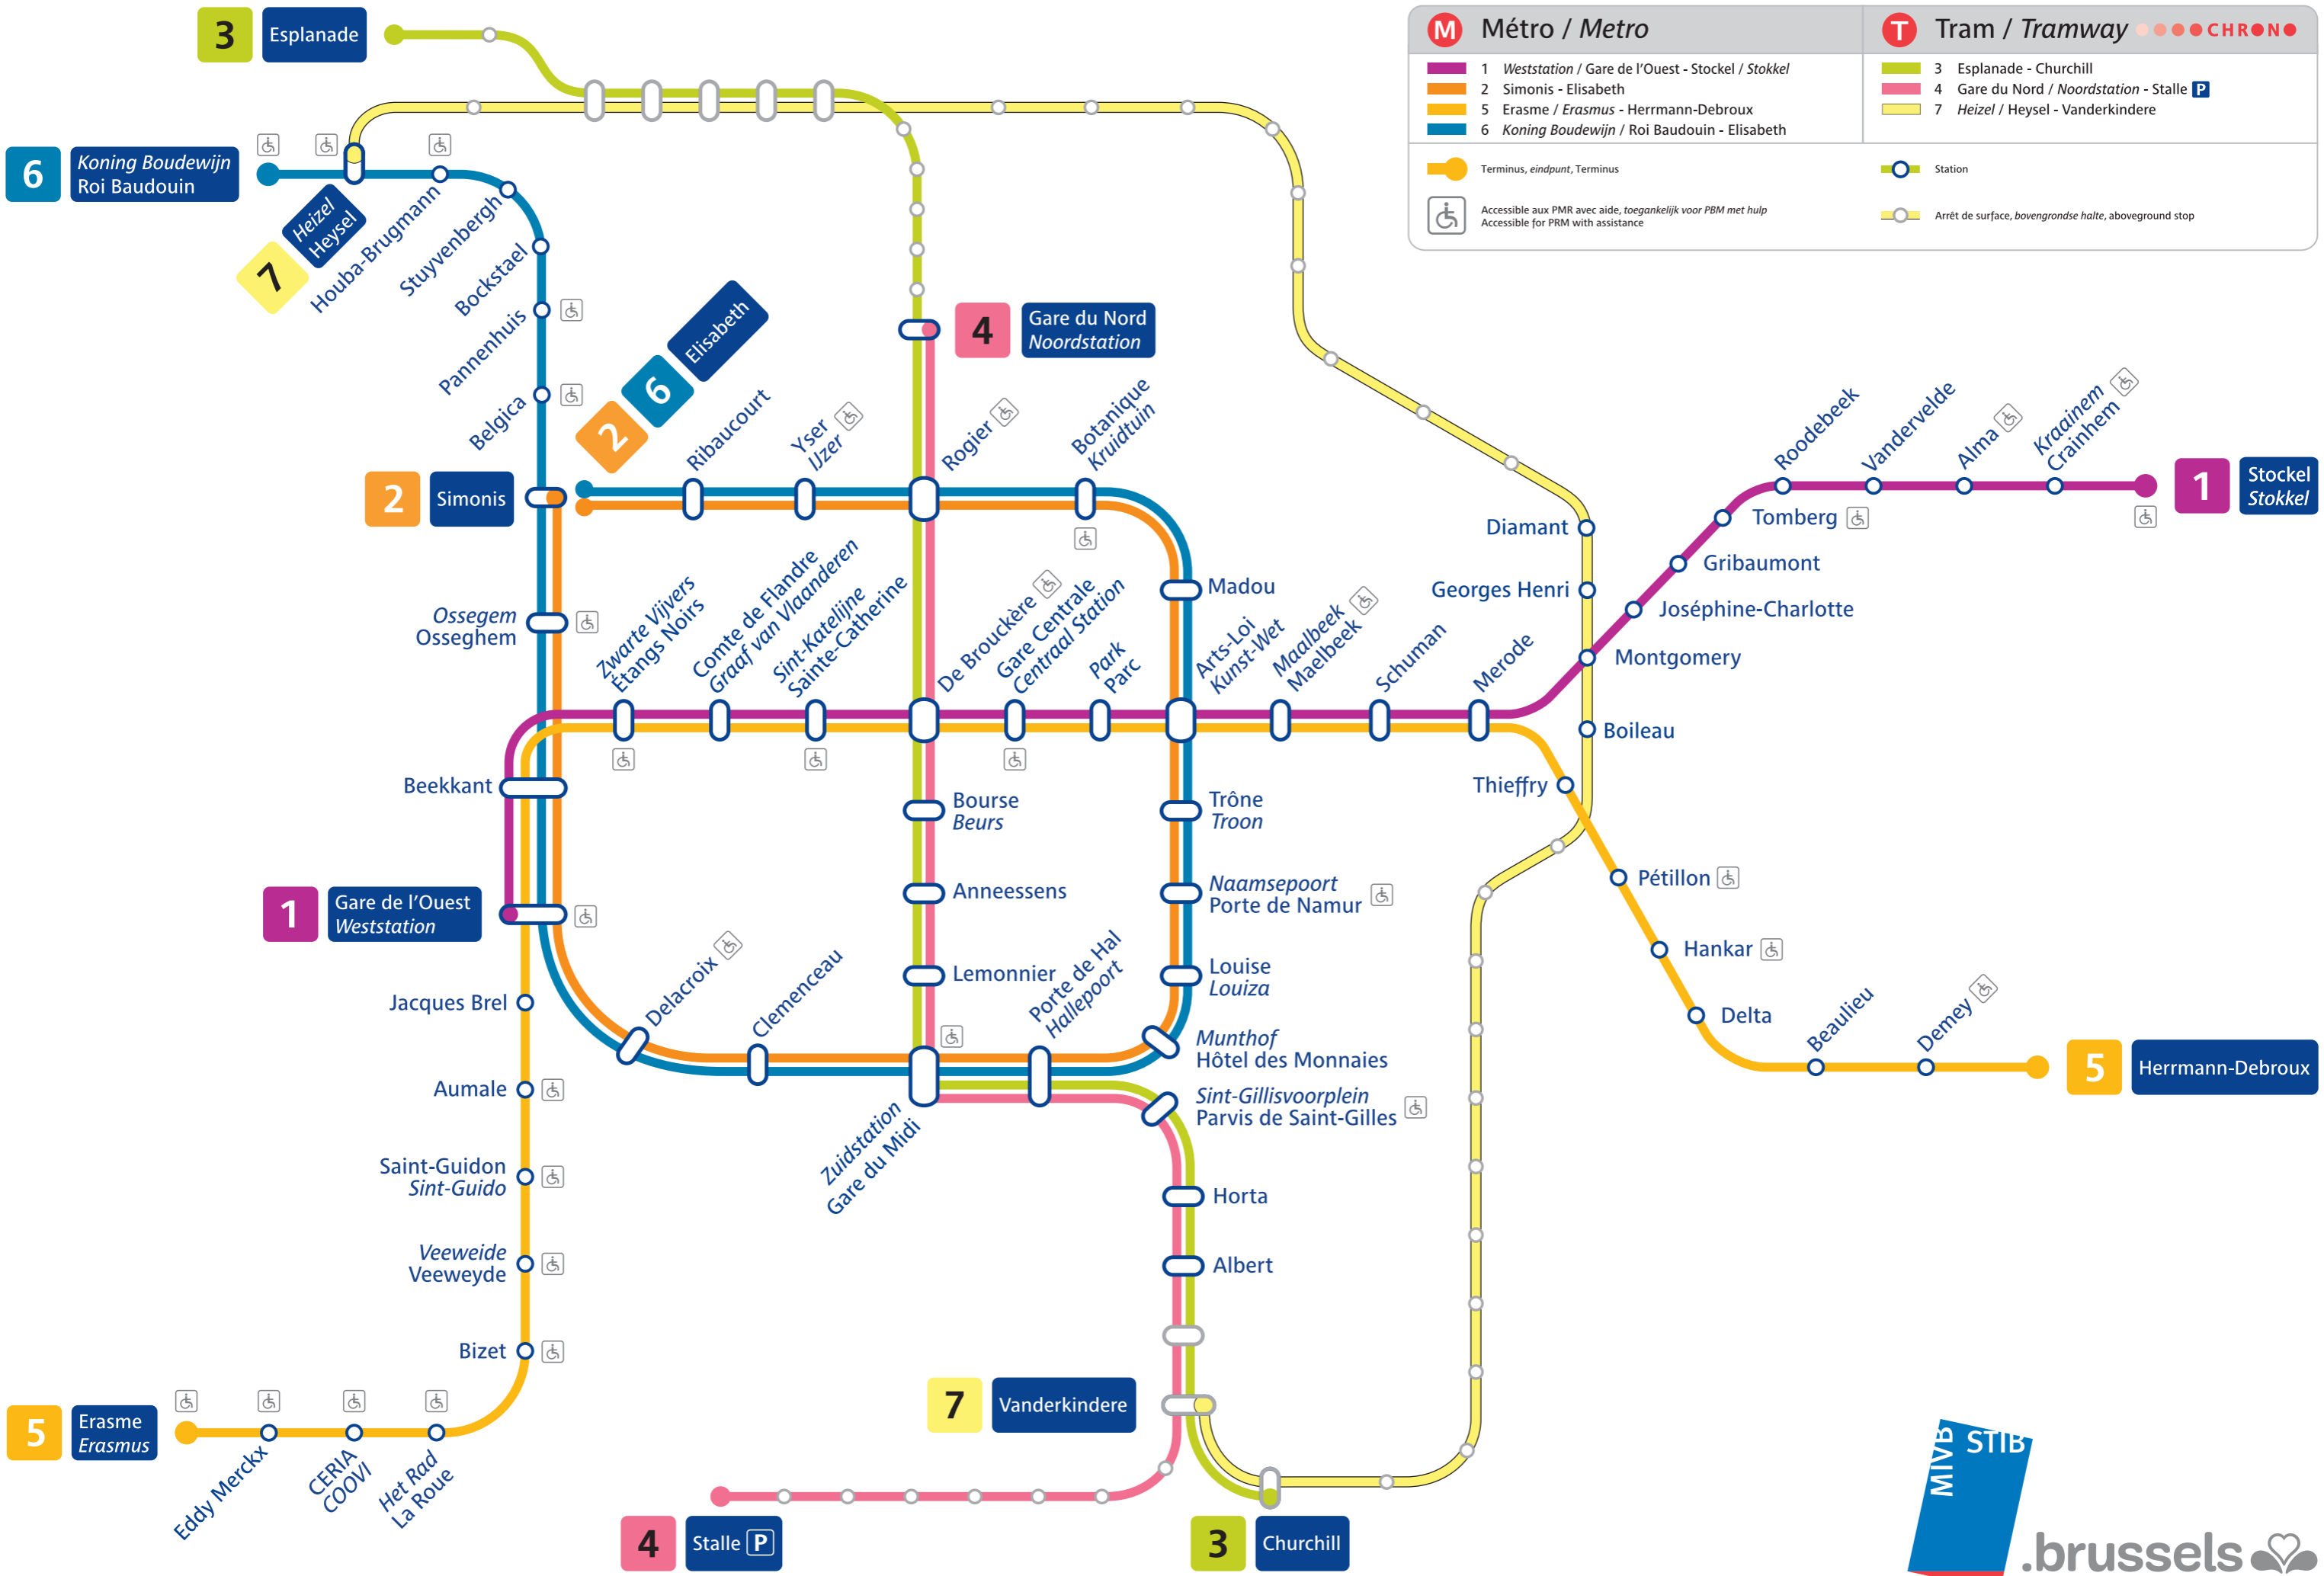 3
Esplanade
M
Métro / Metro
T
Tram / Tramway
CHRONO
1 Weststation / Gare de l'Ouest - Stockel / Stokkel
2 Simonis - Elisabeth
5 Erasme / Erasmus - Herrmann-Debroux
6 Koning Boudewijn / Roi Baudouin - Elisabeth
3 Esplanade - Churchill
4 Gare du Nord / Noordstation - Stalle P
7 Heizel / Heysel - Vanderkindere
Terminus, eindpunt, Terminus
Station
Accessible aux PMR avec aide, toegankelijk voor PBM met hulp
Accessible for PRM with assistance
Arrêt de surface, bovengrondse halte, aboveground stop
6
Koning Boudewijn
Roi Baudouin
7
Heizel
Heysel
Houba-Brugmann
Stuyvenbergh
Bockstael
Pannenhuis
Belgica
2
6
Elisabeth
4
Gare du Nord
Noordstation
2
Simonis
Ribaucourt
Yser
IJzer
Rogier
Botanique
Kruidtuin
Roodebeek
Vandervelde
Alma
Kraainem
Crainhem
1
Stockel
Stokkel
Diamant
Tomberg
Georges Henri
Gribaumont
Joséphine-Charlotte
Montgomery
Boileau
Madou
Ossegem
Osseghem
Zwarte Vijvers
Étangs Noirs
Comte de Flandre
Graaf van Vlaanderen
Sint-Katelijne
Sainte-Catherine
De Brouckère
Gare Centrale
Centraal Station
Park
Parc
Arts-Loi
Kunst-Wet
Maalbeek
Maelbeek
Schuman
Merode
Beekkant
Thieffry
Bourse
Beurs
Trône
Troon
Pétillon
1
Gare de l'Ouest
Weststation
Anneessens
Naamsepoort
Porte de Namur
Hankar
Delacroix
Clemenceau
Lemonnier
Porte de Hal
Hallepoort
Louise
Louiza
Jacques Brel
Delta
Beaulieu
Demey
5
Herrmann-Debroux
Munthof
Hôtel des Monnaies
Aumale
Sint-Gillisvoorplein
Parvis de Saint-Gilles
Zuidstation
Gare du Midi
Saint-Guidon
Sint-Guido
Horta
Veeweide
Veeweyde
Albert
Bizet
7
Vanderkindere
5
Erasme
Erasmus
Eddy Merckx
CERIA
COOVI
Het Rad
La Roue
4
Stalle P
3
Churchill
MIVB
STIB
.brussels